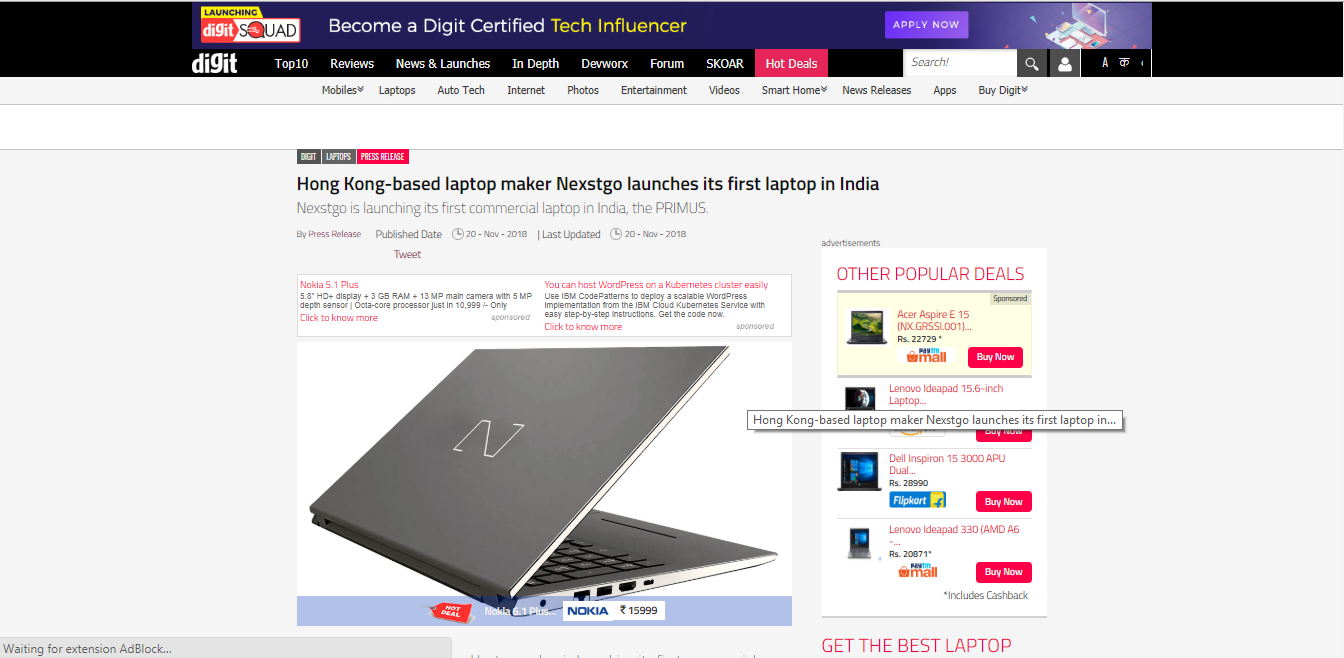 LAUNCHING
digit SQUAD
Become a Digit Certified Tech Influencer
APPLY NOW
digit
Top10 Reviews News & Launches In Depth Devworx Forum SKOAR Hot Deals
Search!
A क
Mobiles Laptops Auto Tech Internet Photos Entertainment Videos Smart Home News Releases Apps Buy Digit
DIGIT LAPTOPS PRESS RELEASE
Hong Kong-based laptop maker Nexstgo launches its first laptop in India
Nexstgo is launching its first commercial laptop in India, the PRIMUS.
By Press Release Published Date 20 - Nov - 2018 | Last Updated 20 - Nov - 2018
Tweet
Nokia 5.1 Plus
5.8" HD+ display + 3 GB RAM + 13 MP main camera with 5 MP
depth sensor | Octa-core processor just in 10,999 /- Only
Click to know more
sponsored
You can host WordPress on a Kubernetes cluster easily
Use IBM CodePatterns to deploy a scalable WordPress
implementation from the IBM Cloud Kubernetes Service with
easy step-by-step instructions. Get the code now.
Click to know more
sponsored
N
HOT DEAL
Nokia 6.1 Plus... NOKIA ₹ 15999
advertisements
OTHER POPULAR DEALS
Sponsored
Acer Aspire E 15
(NX.GRSSI.001)...
Rs. 22729 *
paytm mall
Buy Now
Lenovo Ideapad 15.6-inch
Laptop...
Hong Kong-based laptop maker Nexstgo launches its first laptop in...
Buy Now
Dell Inspiron 15 3000 APU
Dual...
Rs. 28990
Flipkart
Buy Now
Lenovo Ideapad 330 (AMD A6
-...
Rs. 20871*
paytm mall
Buy Now
*Includes Cashback
GET THE BEST LAPTOP
Waiting for extension AdBlock...